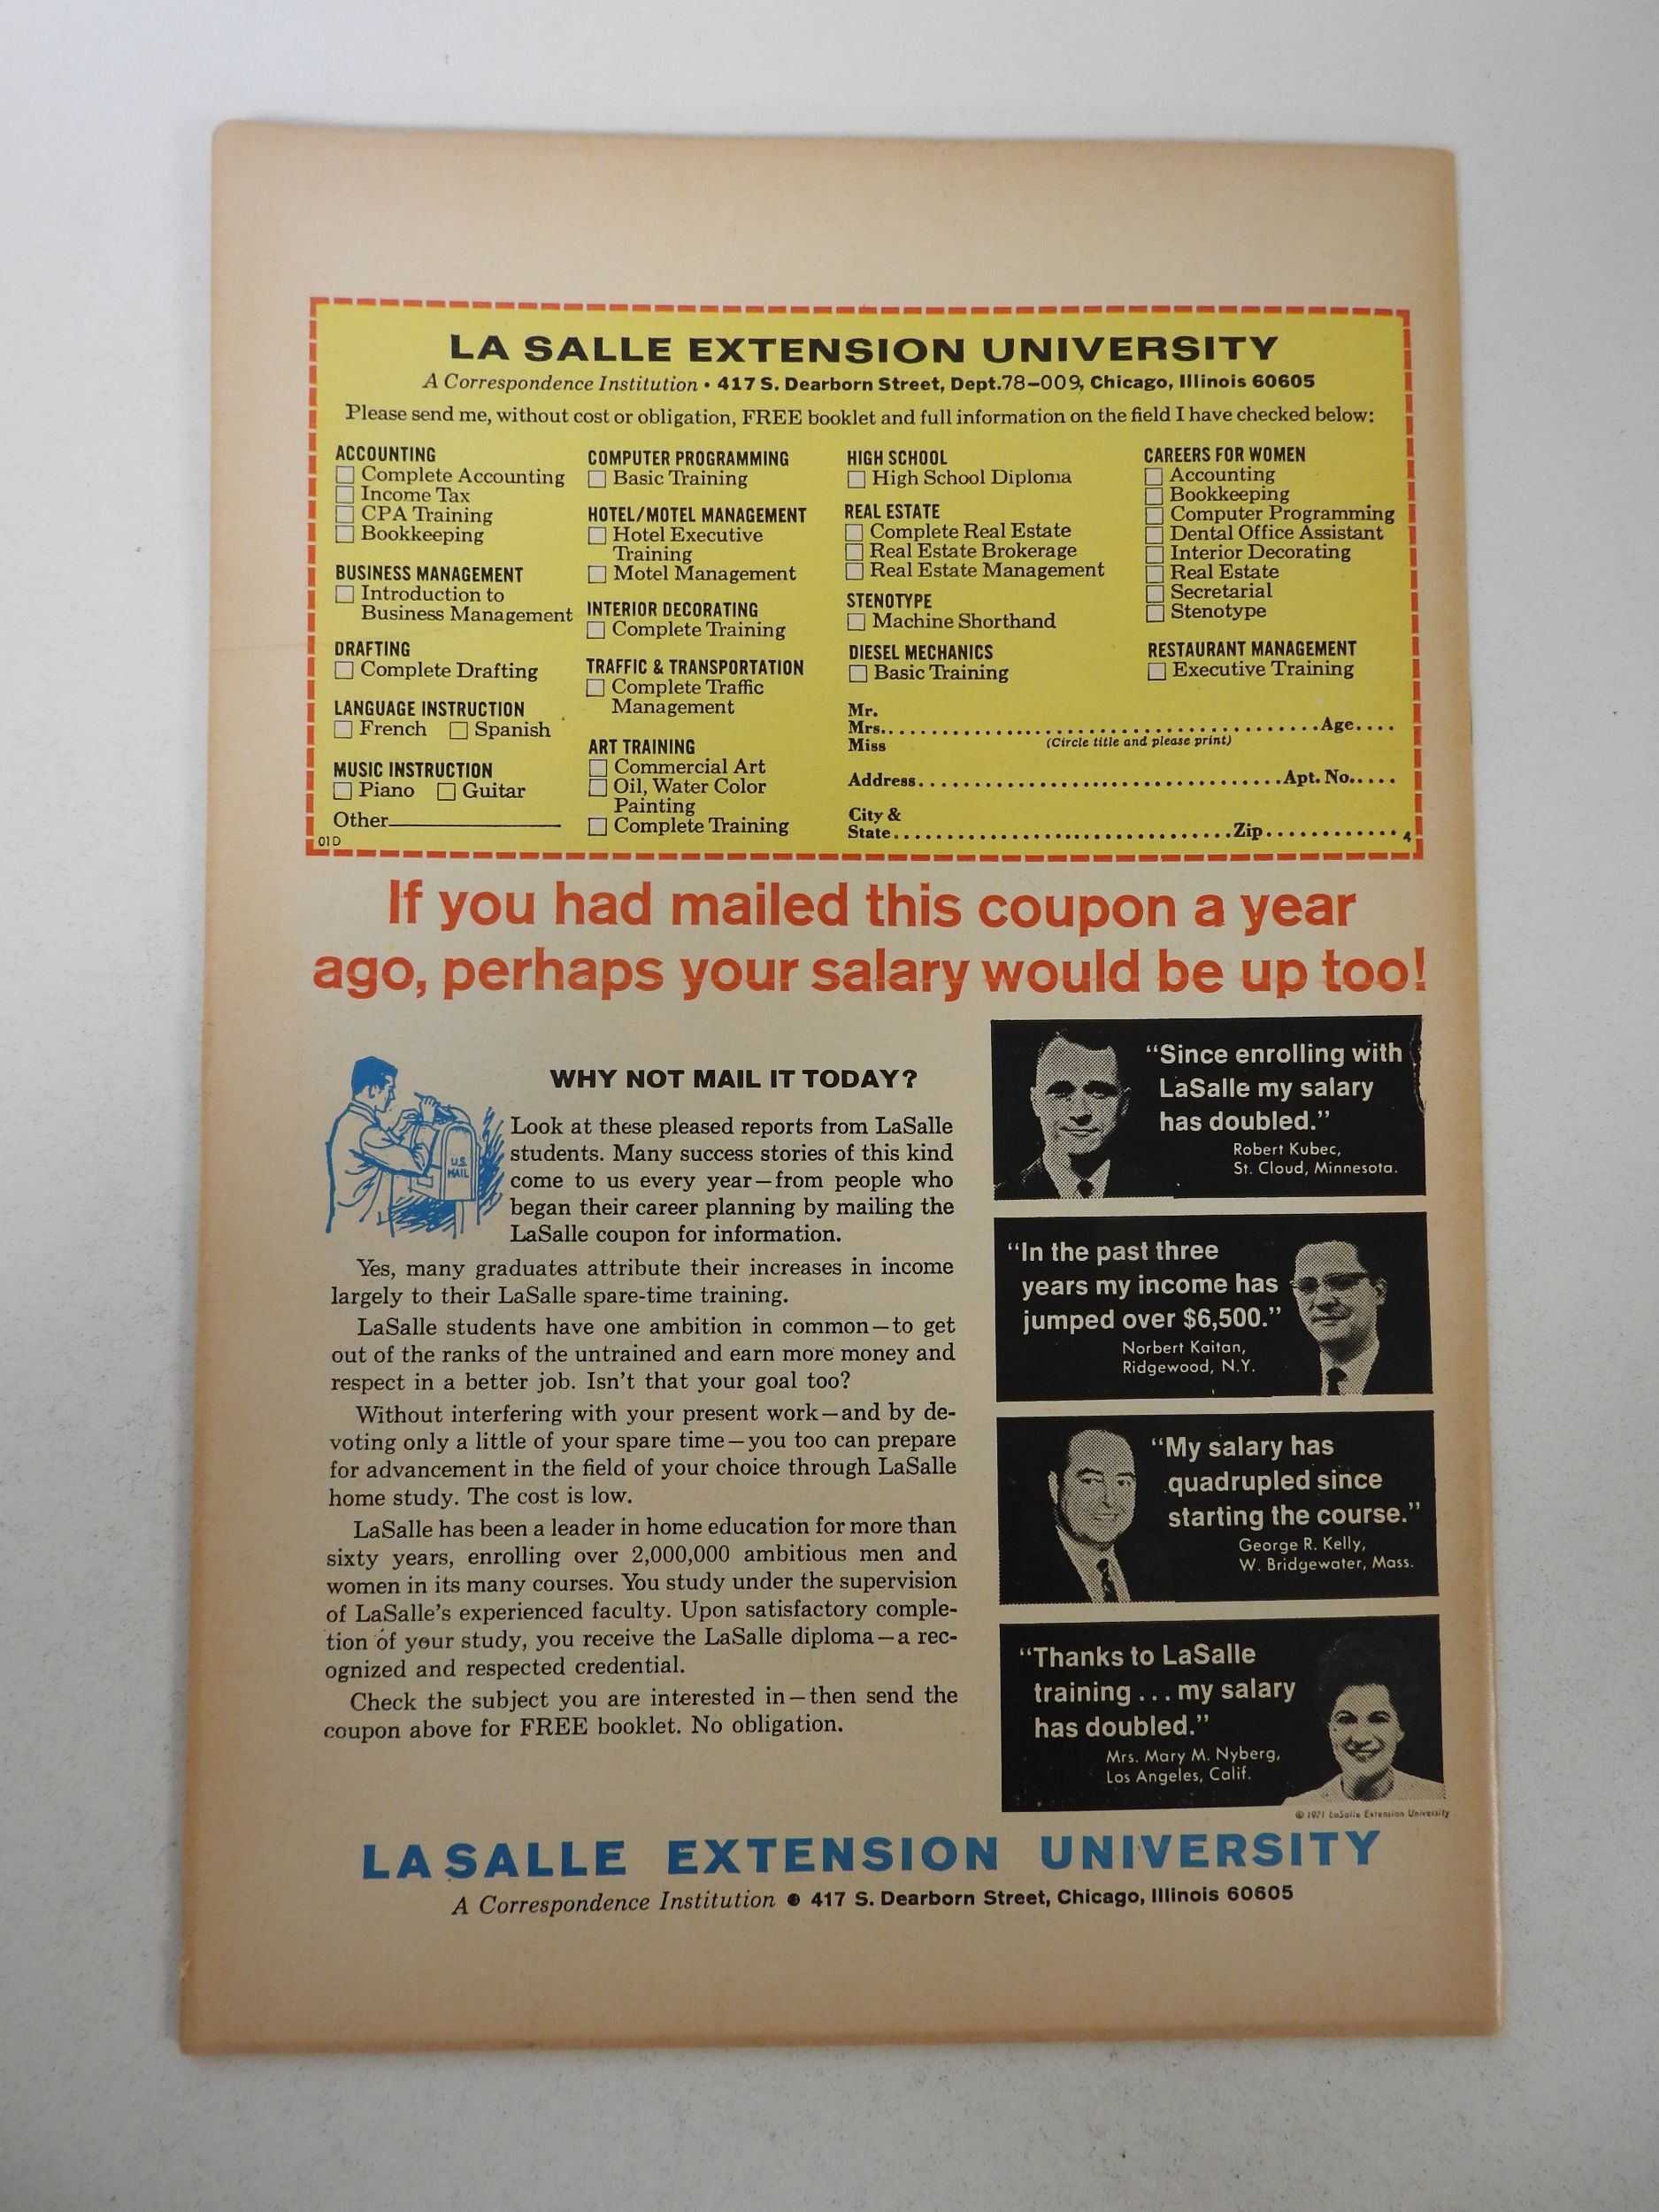 LA SALLE EXTENSION UNIVERSITY
A Correspondence Institution • 417 S. Dearborn Street, Dept.78-009, Chicago, Illinois 60605
Please send me, without cost or obligation, FREE booklet and full information on the field I have checked below:
ACCOUNTING
Complete Accounting
Income Tax
CPA Training
Bookkeeping
BUSINESS MANAGEMENT
Introduction to
Business Management
DRAFTING
Complete Drafting
LANGUAGE INSTRUCTION
French Spanish
MUSIC INSTRUCTION
Piano Guitar
Other
01D
COMPUTER PROGRAMMING
Basic Training
HOTEL/MOTEL MANAGEMENT
Hotel Executive
Training
Motel Management
INTERIOR DECORATING
Complete Training
TRAFFIC & TRANSPORTATION
Complete Traffic
Management
ART TRAINING
Commercial Art
Oil, Water Color
Painting
Complete Training
HIGH SCHOOL
High School Diploma
REAL ESTATE
Complete Real Estate
Real Estate Brokerage
Real Estate Management
STENOTYPE
Machine Shorthand
DIESEL MECHANICS
Basic Training
CAREERS FOR WOMEN
Accounting
Bookkeeping
Computer Programming
Dental Office Assistant
Interior Decorating
Real Estate
Secretarial
Stenotype
RESTAURANT MANAGEMENT
Executive Training
Mr.
Mrs. Age
Miss (Circle title and please print)
Address Apt. No.
City &
State Zip 4
If you had mailed this coupon a year
ago, perhaps your salary would be up too!
WHY NOT MAIL IT TODAY?
U.S.
MAIL
Look at these pleased reports from LaSalle
students. Many success stories of this kind
come to us every year—from people who
began their career planning by mailing the
LaSalle coupon for information.
Yes, many graduates attribute their increases in income
largely to their LaSalle spare-time training.
LaSalle students have one ambition in common—to get
out of the ranks of the untrained and earn more money and
respect in a better job. Isn't that your goal too?
Without interfering with your present work—and by de-
voting only a little of your spare time—you too can prepare
for advancement in the field of your choice through LaSalle
home study. The cost is low.
LaSalle has been a leader in home education for more than
sixty years, enrolling over 2,000,000 ambitious men and
women in its many courses. You study under the supervision
of LaSalle's experienced faculty. Upon satisfactory comple-
tion of your study, you receive the LaSalle diploma—a rec-
ognized and respected credential.
Check the subject you are interested in—then send the
coupon above for FREE booklet. No obligation.
"Since enrolling with
LaSalle my salary
has doubled."
Robert Kubec,
St. Cloud, Minnesota.
"In the past three
years my income has
jumped over $6,500."
Norbert Kaitan,
Ridgewood, N.Y.
"My salary has
quadrupled since
starting the course."
George R. Kelly,
W. Bridgewater, Mass.
"Thanks to LaSalle
training . . . my salary
has doubled."
Mrs. Mary M. Nyberg,
Los Angeles, Calif.
© 1971 LaSalle Extension University
LASALLE EXTENSION UNIVERSITY
A Correspondence Institution • 417 S. Dearborn Street, Chicago, Illinois 60605